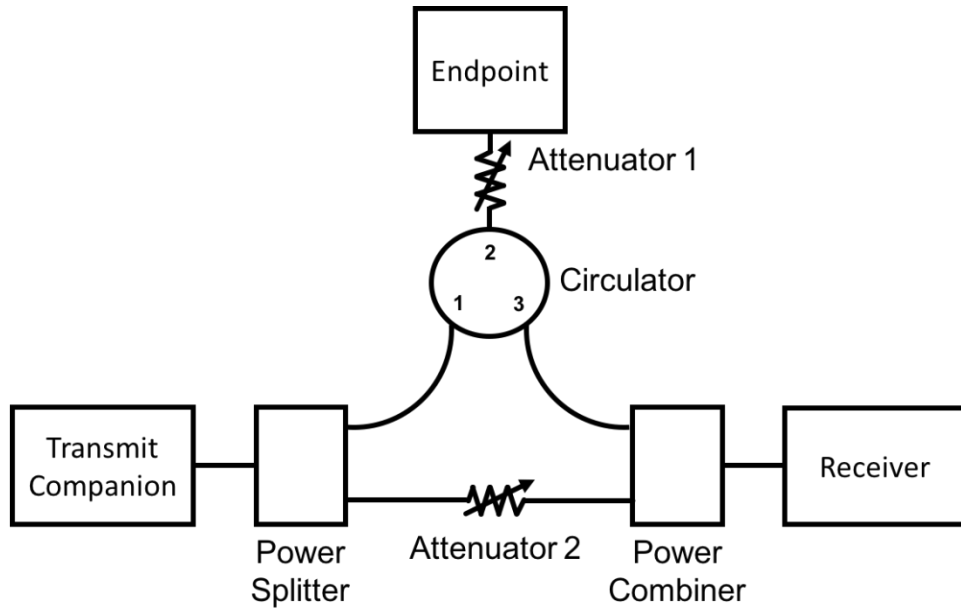 Endpoint
Attenuator 1
2
Circulator
1
3
Transmit
Companion
Receiver
Power
Splitter
Attenuator 2
Power
Combiner